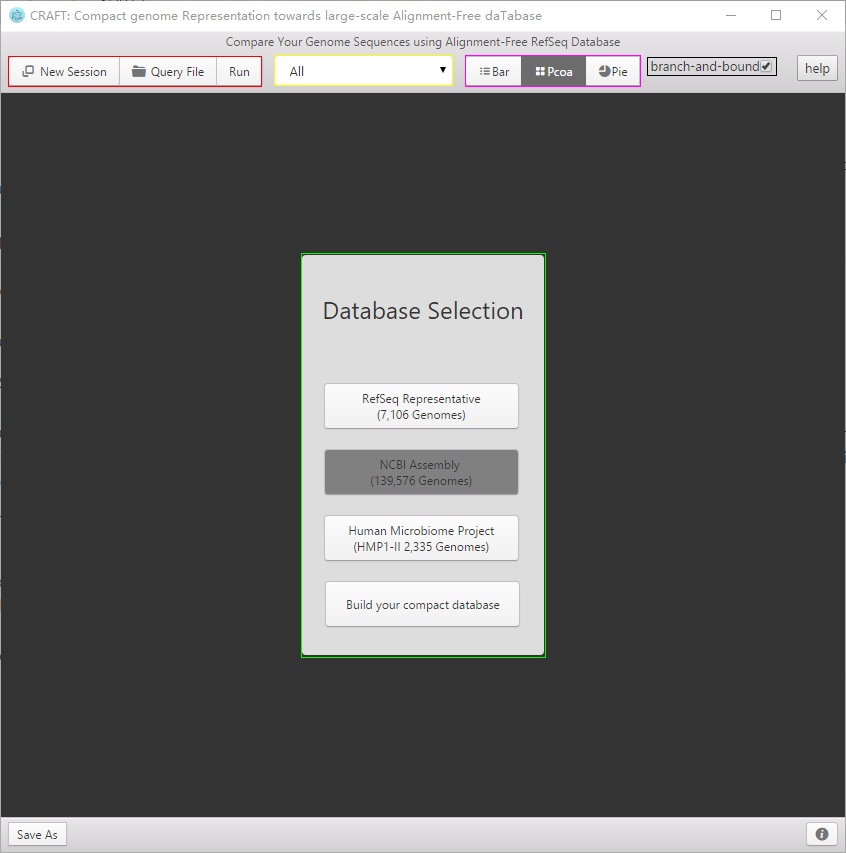 CRAFT: Compact genome Representation towards large-scale Alignment-Free daTabase
Compare Your Genome Sequences using Alignment-Free RefSeq Database
New Session Query File Run All Bar Pcoa Pie branch-and-bound help
Database Selection
RefSeq Representative
(7,106 Genomes)
NCBI Assembly
(139,576 Genomes)
Human Microbiome Project
(HMP1-II 2,335 Genomes)
Build your compact database
Save As